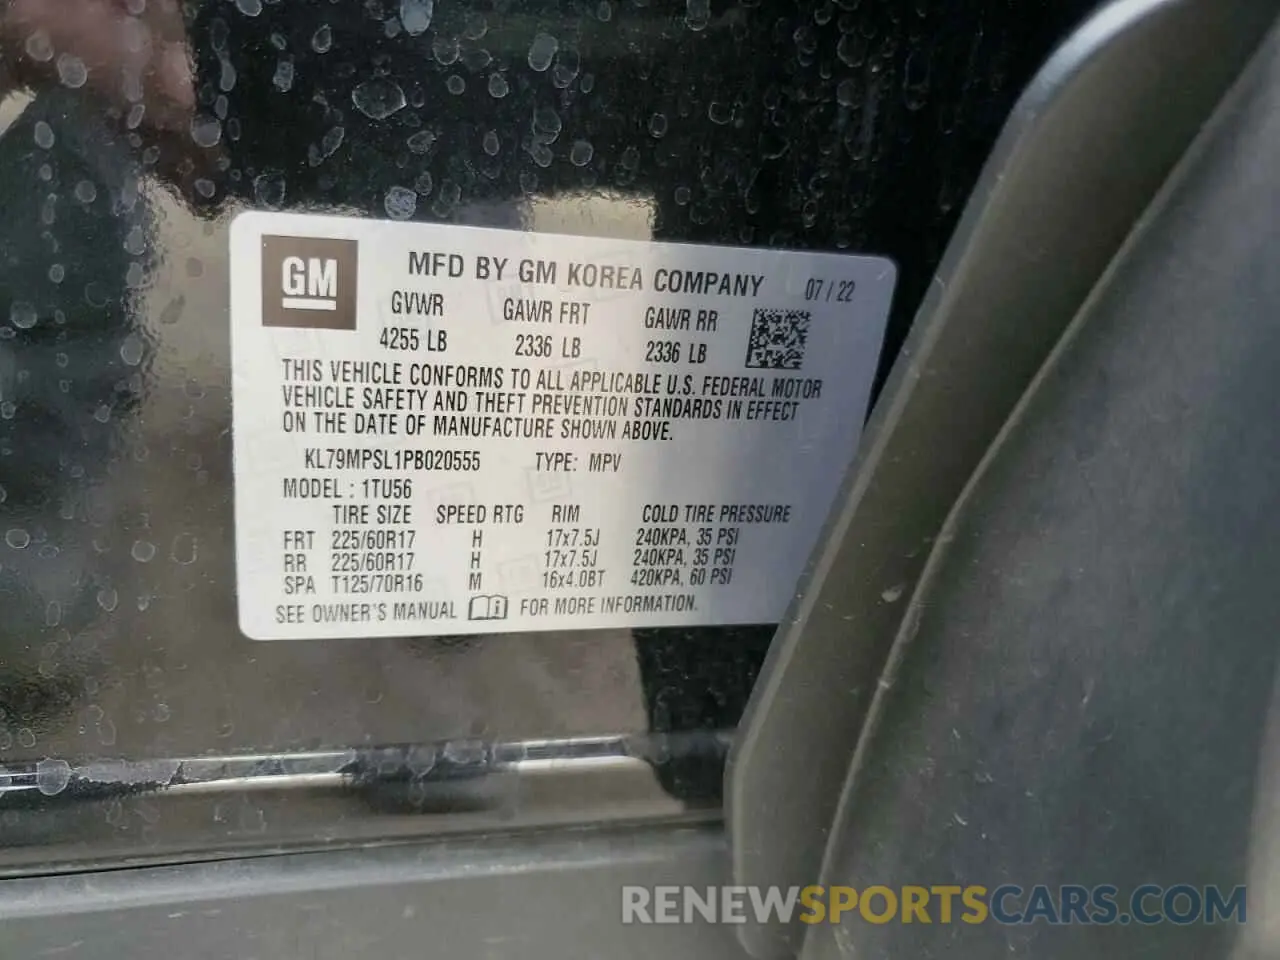 GM
MFD BY GM KOREA COMPANY 07 / 22
GVWR GAWR FRT GAWR RR
4255 LB 2336 LB 2336 LB
THIS VEHICLE CONFORMS TO ALL APPLICABLE U.S. FEDERAL MOTOR
VEHICLE SAFETY AND THEFT PREVENTION STANDARDS IN EFFECT
ON THE DATE OF MANUFACTURE SHOWN ABOVE.
KL79MPSL1PB020555 TYPE: MPV
MODEL : 1TU56
TIRE SIZE SPEED RTG RIM COLD TIRE PRESSURE
FRT 225/60R17 H 17x7.5J 240KPA, 35 PSI
RR 225/60R17 H 17x7.5J 240KPA, 35 PSI
SPA T125/70R16 M 16x4.0BT 420KPA, 60 PSI
SEE OWNER'S MANUAL i FOR MORE INFORMATION.
RENEWSPORTSCARS.COM